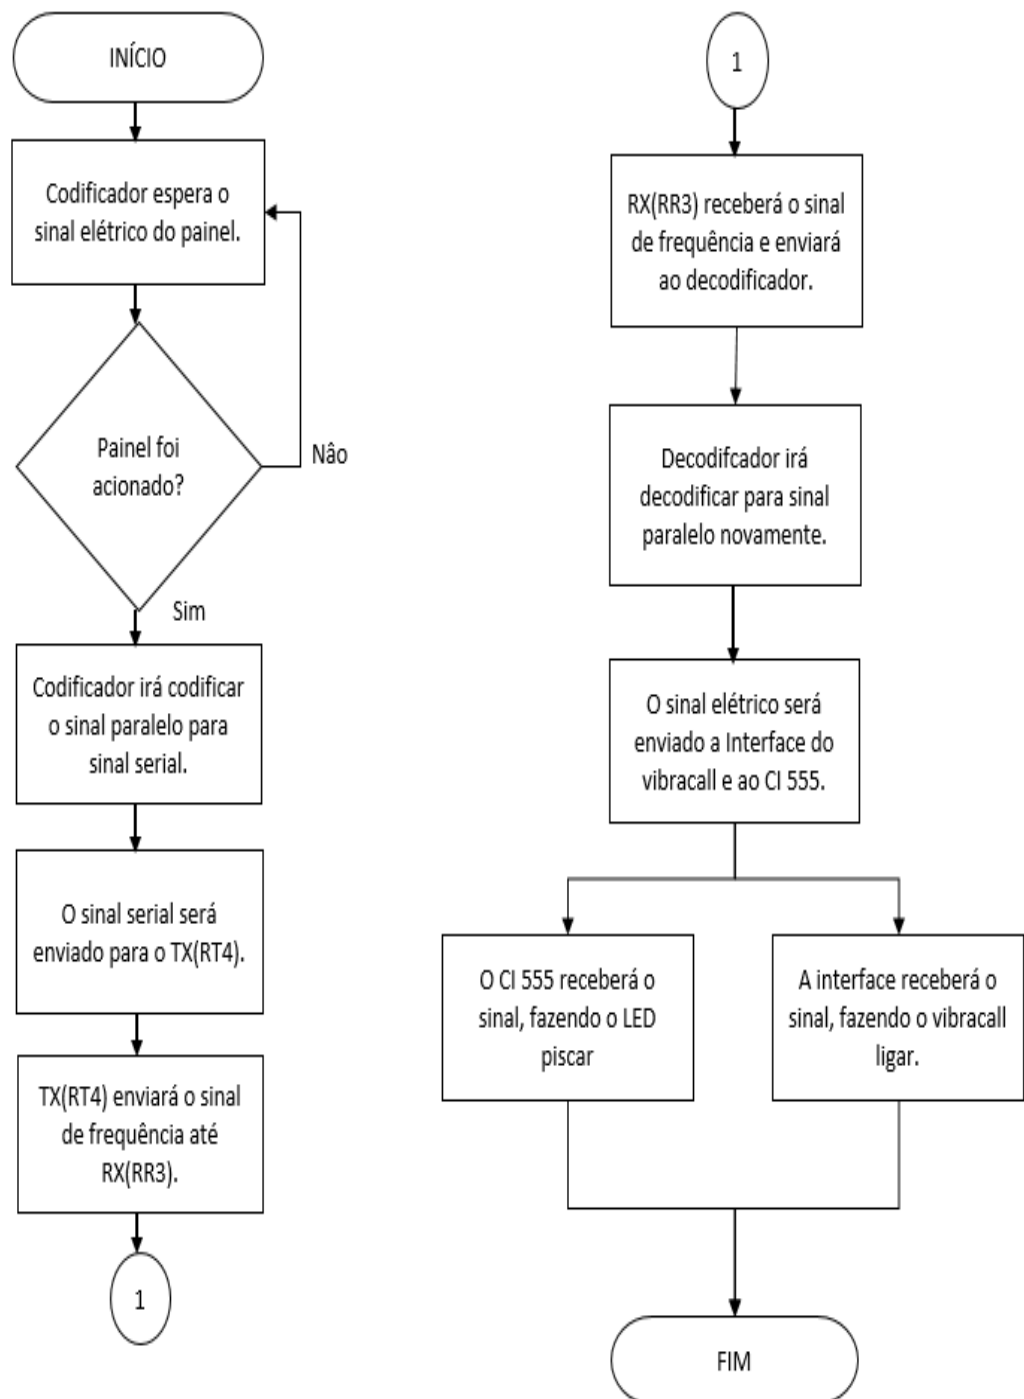 INÍCIO
Codificador espera o
sinal elétrico do painel.
Painel foi
acionado?
Nâo
Sim
Codificador irá codificar
o sinal paralelo para
sinal serial.
O sinal serial será
enviado para o TX(RT4).
TX(RT4) enviará o sinal
de frequência até
RX(RR3).
1
1
RX(RR3) receberá o sinal
de frequência e enviará
ao decodificador.
Decodifcador irá
decodificar para sinal
paralelo novamente.
O sinal elétrico será
enviado a Interface do
vibracall e ao CI 555.
O CI 555 receberá o
sinal, fazendo o LED
piscar
A interface receberá o
sinal, fazendo o vibracall
ligar.
FIM